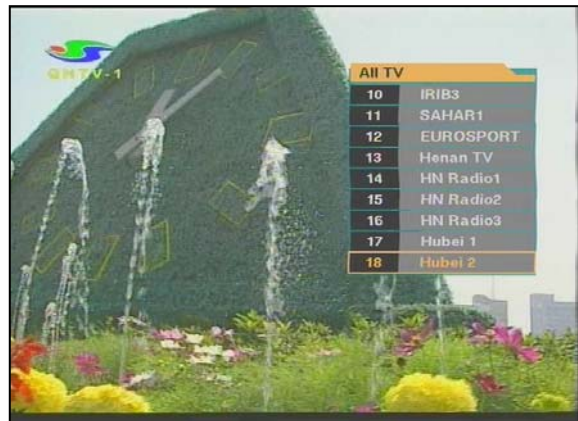 QHTV-1
All TV
10 IRIB3
11 SAHAR1
12 EUROSPORT
13 Henan TV
14 HN Radio1
15 HN Radio2
16 HN Radio3
17 Hubei 1
18 Hubei 2